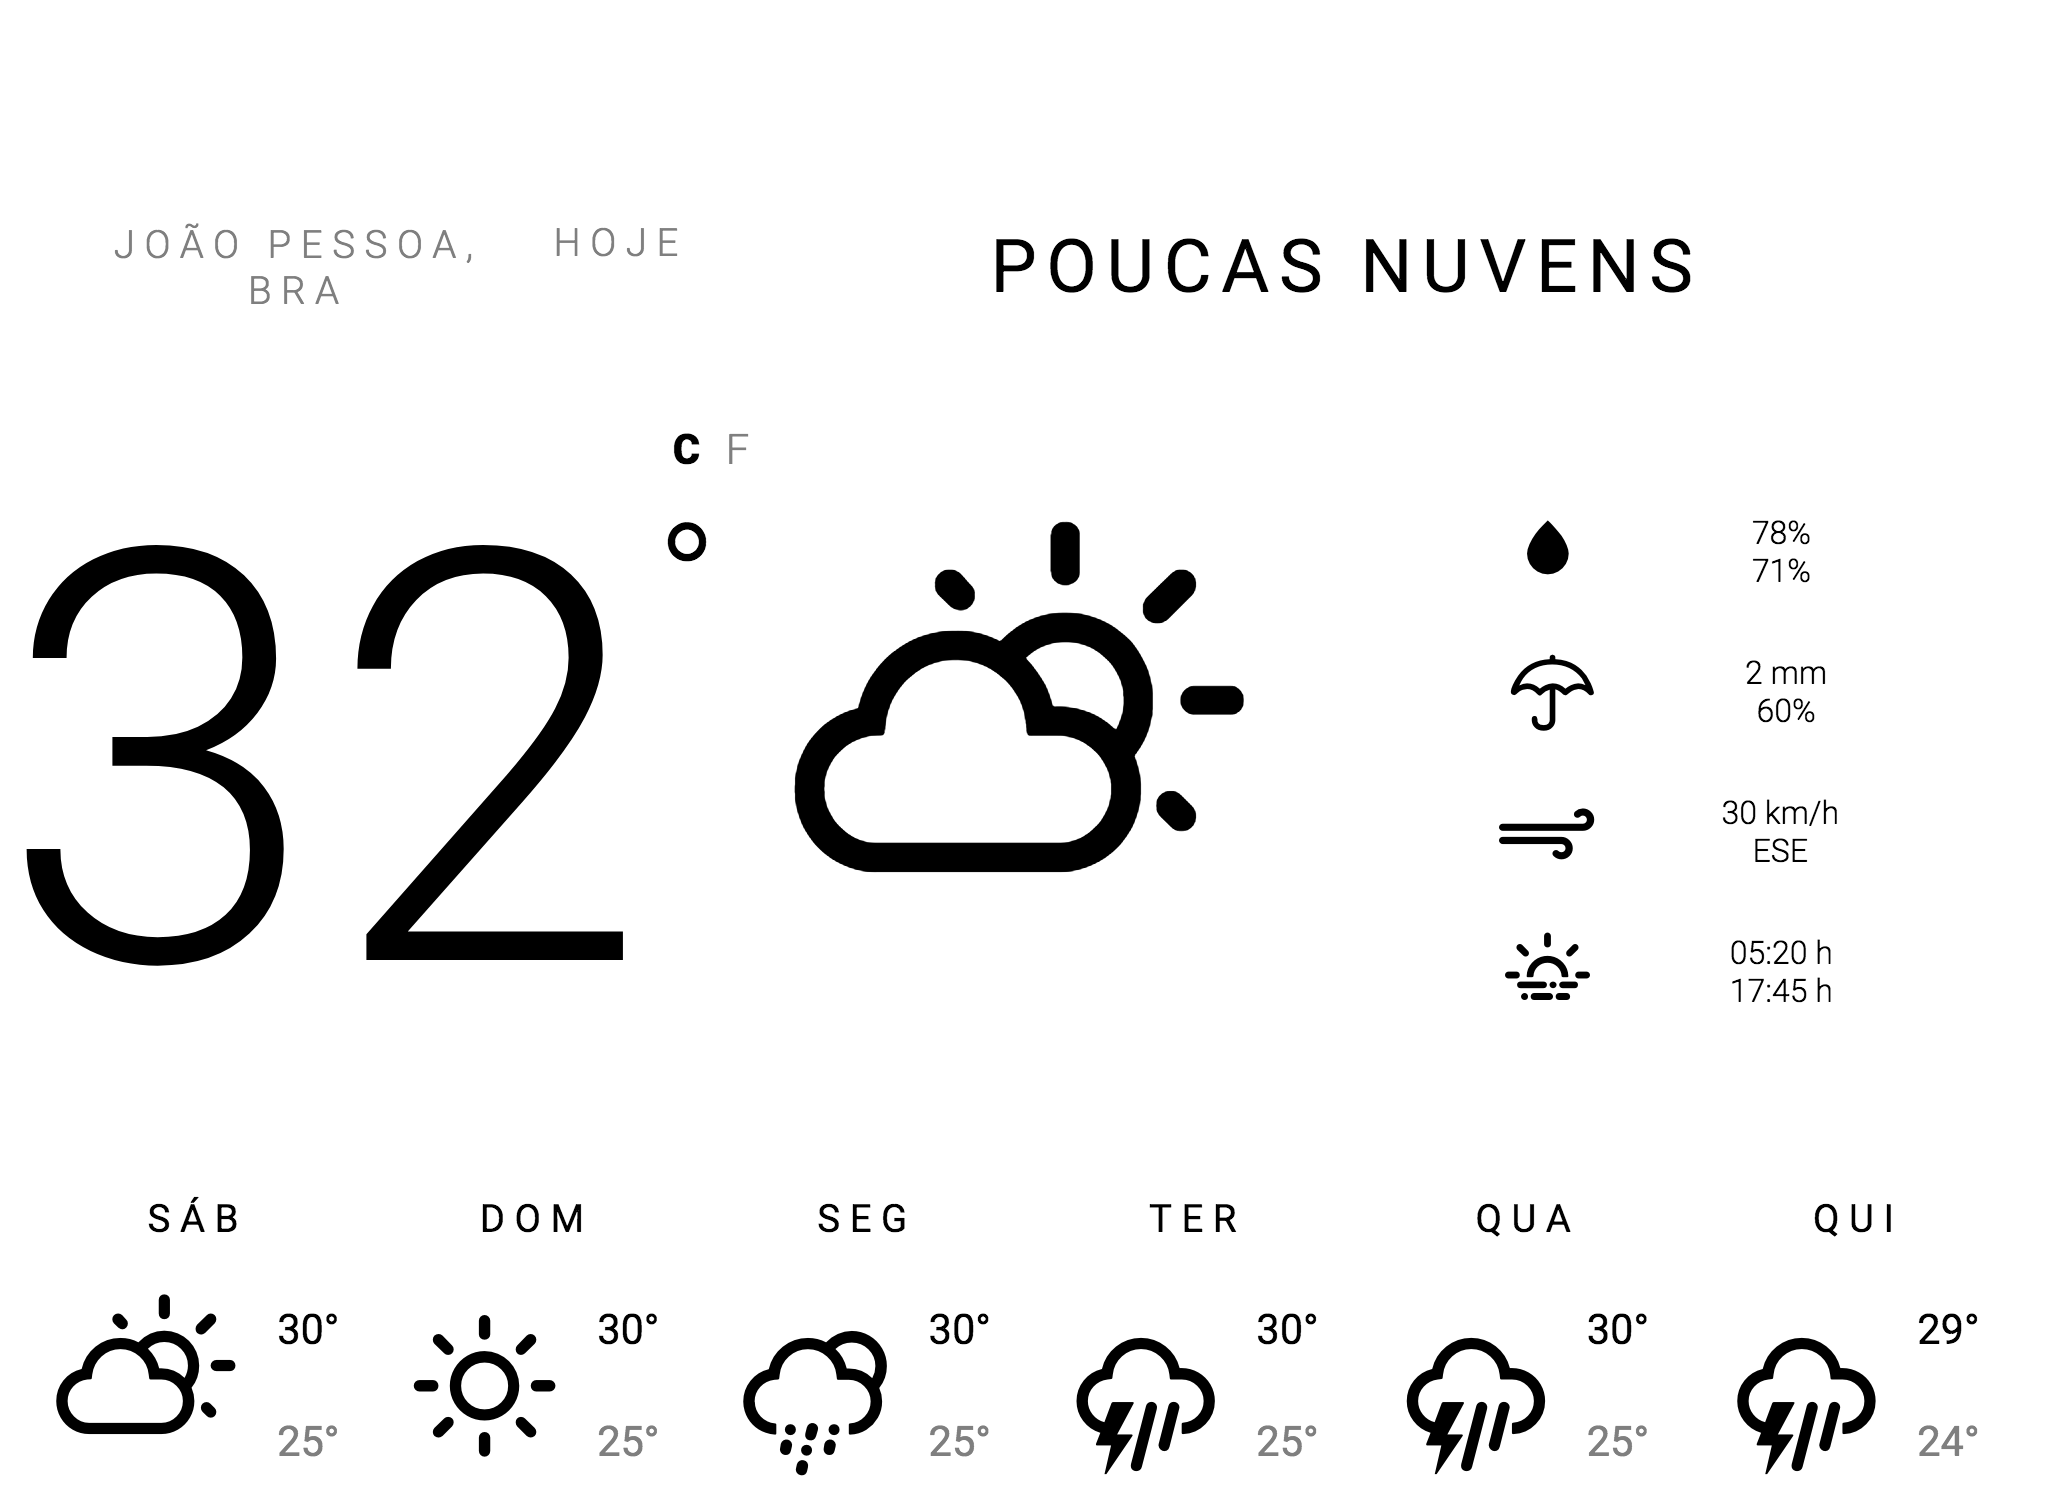 JOÃO PESSOA,
BRA
HOJE
POUCAS NUVENS
C F
32°
78%
71%
2 mm
60%
30 km/h
ESE
05:20 h
17:45 h
SÁB DOM SEG TER QUA QUI
30° 30° 30° 30° 30° 29°
25° 25° 25° 25° 25° 24°